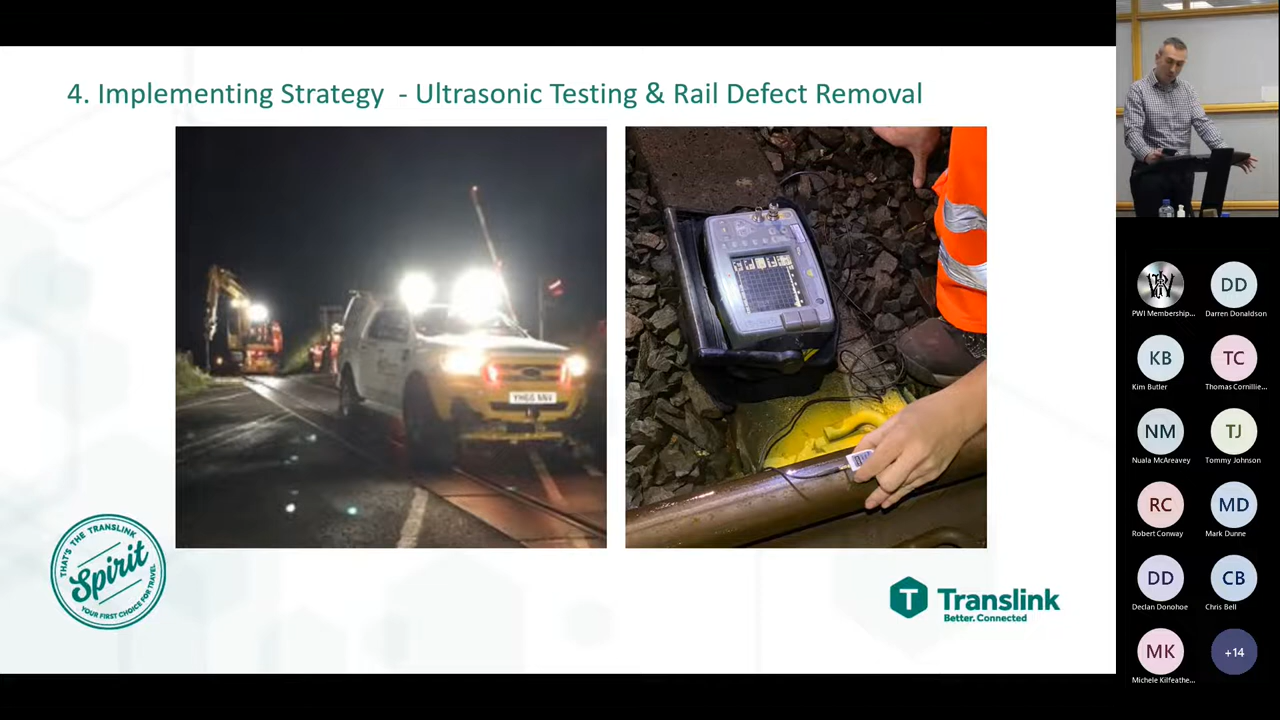 4. Implementing Strategy - Ultrasonic Testing & Rail Defect Removal
THAT'S THE TRANSLINK
Spirit
YOUR FIRST CHOICE FOR TRAVEL
T
Translink
Better. Connected
PWI Membership...
DD
Darren Donaldson
KB
Kim Butler
TC
Thomas Cornillie...
NM
Nuala McAreavey
TJ
Tommy Johnson
RC
Robert Conway
MD
Mark Dunne
DD
Declan Donohoe
CB
Chris Bell
MK
Michele Kilfeathe...
+14